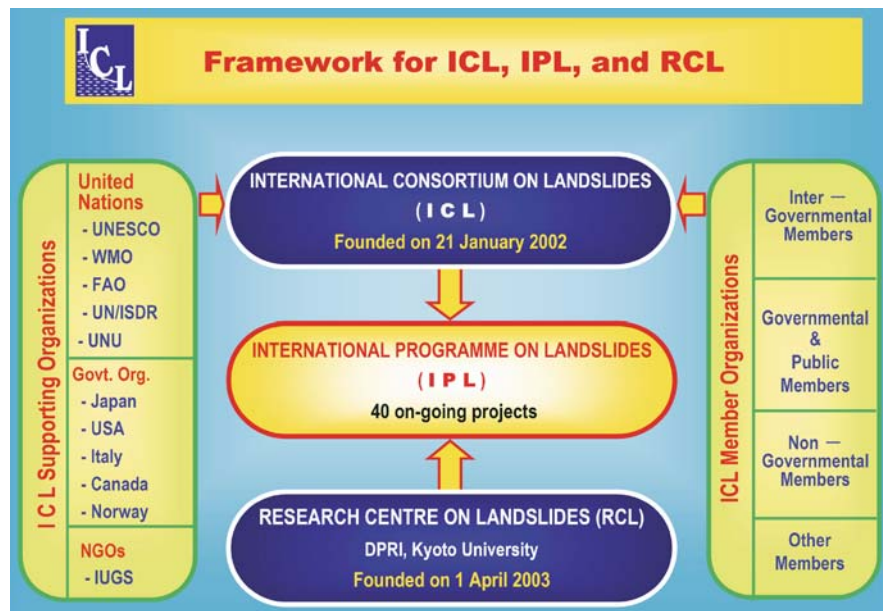 ICL
Framework for ICL, IPL, and RCL
ICL Supporting Organizations
United
Nations
- UNESCO
- WMO
- FAO
- UN/ISDR
- UNU
Govt. Org.
- Japan
- USA
- Italy
- Canada
- Norway
NGOs
- IUGS
INTERNATIONAL CONSORTIUM ON LANDSLIDES
( I C L )
Founded on 21 January 2002
INTERNATIONAL PROGRAMME ON LANDSLIDES
( I P L )
40 on-going projects
RESEARCH CENTRE ON LANDSLIDES (RCL)
DPRI, Kyoto University
Founded on 1 April 2003
ICL Member Organizations
Inter —
Governmental
Members
Governmental
&
Public
Members
Non —
Governmental
Members
Other
Members